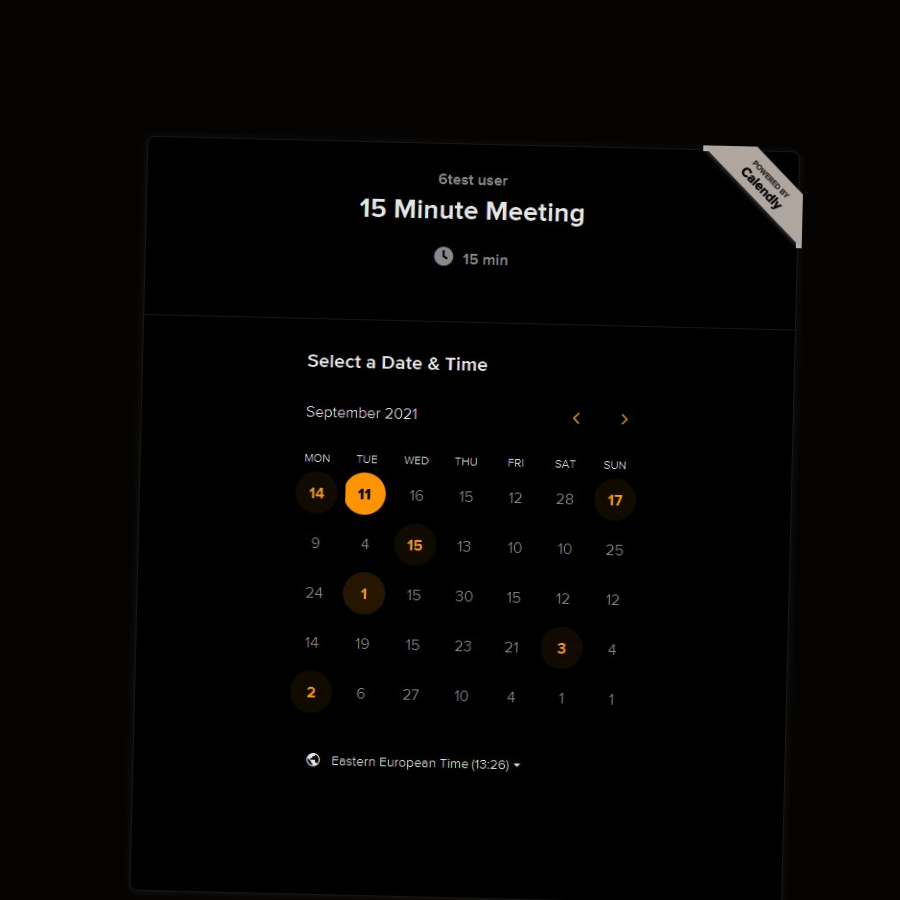 POWERED BY
Calendly
6test user
15 Minute Meeting
15 min
Select a Date & Time
September 2021
MON TUE WED THU FRI SAT SUN
14 11 16 15 12 28 17
9 4 15 13 10 10 25
24 1 15 30 15 12 12
14 19 15 23 21 3 4
2 6 27 10 4 1 1
Eastern European Time (13:26)